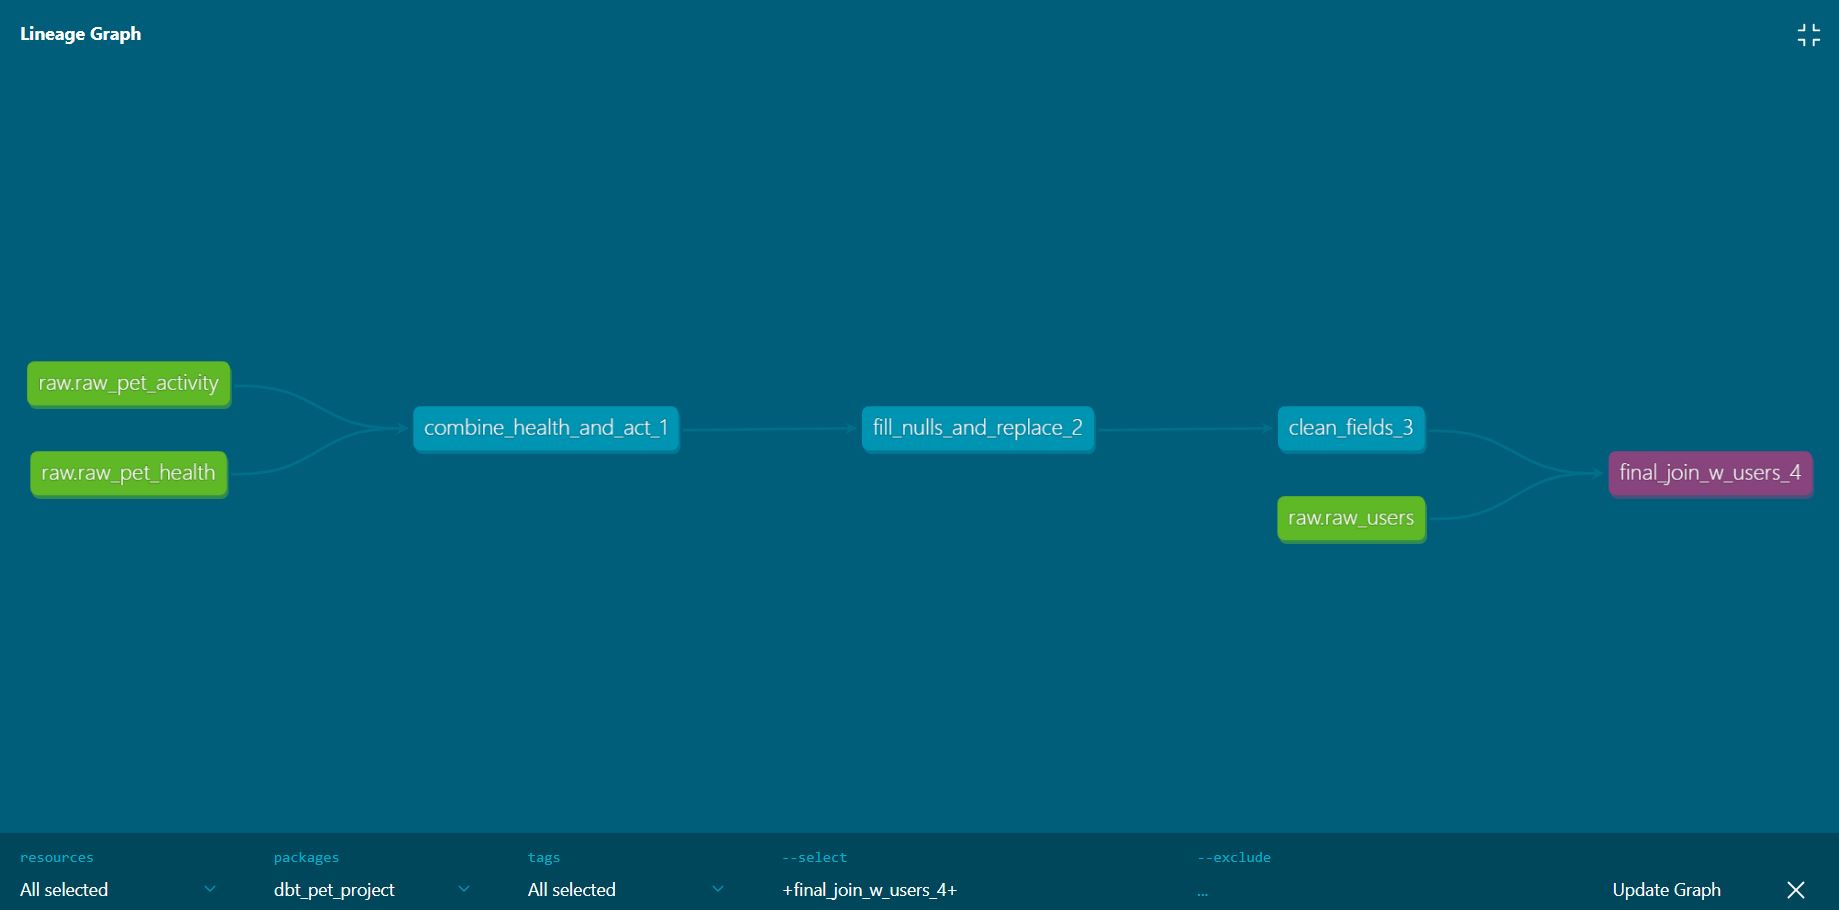 Lineage Graph
raw.raw_pet_activity
raw.raw_pet_health
combine_health_and_act_1
fill_nulls_and_replace_2
clean_fields_3
raw.raw_users
final_join_w_users_4
resources
All selected
packages
dbt_pet_project
tags
All selected
--select
+final_join_w_users_4+
--exclude
...
Update Graph